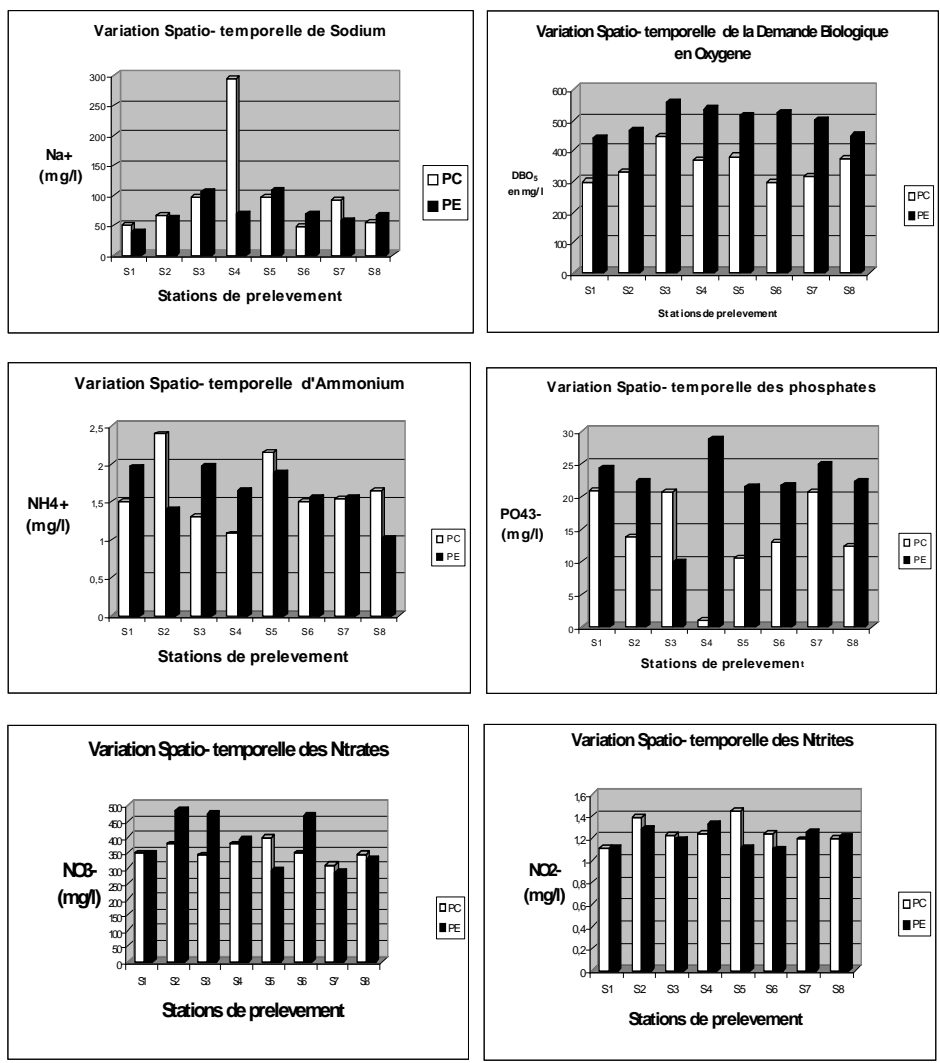 Variation Spatio- temporelle de Sodium
300
250
200
150
100
50
0
Na+
(mg/l)
S1 S2 S3 S4 S5 S6 S7 S8
Stations de prelevement
PC
PE
Variation Spatio- temporelle de la Demande Biologique
en Oxygene
600
500
400
300
200
100
0
DBO5
en mg/l
S1 S2 S3 S4 S5 S6 S7 S8
Stations de prelevement
PC
PE
Variation Spatio- temporelle d'Ammonium
2,5
2
1,5
1
0,5
0
NH4+
(mg/l)
S1 S2 S3 S4 S5 S6 S7 S8
Stations de prelevement
PC
PE
Variation Spatio- temporelle des phosphates
30
25
20
15
10
5
0
PO43-
(mg/l)
S1 S2 S3 S4 S5 S6 S7 S8
Stations de prelevement
PC
PE
Variation Spatio- temporelle des Nitrates
500
450
400
350
300
250
200
150
100
50
0
NO3-
(mg/l)
S1 S2 S3 S4 S5 S6 S7 S8
Stations de prelevement
PC
PE
Variation Spatio- temporelle des Nitrites
1,6
1,4
1,2
1
0,8
0,6
0,4
0,2
0
NO2-
(mg/l)
S1 S2 S3 S4 S5 S6 S7 S8
Stations de prelevement
PC
PE